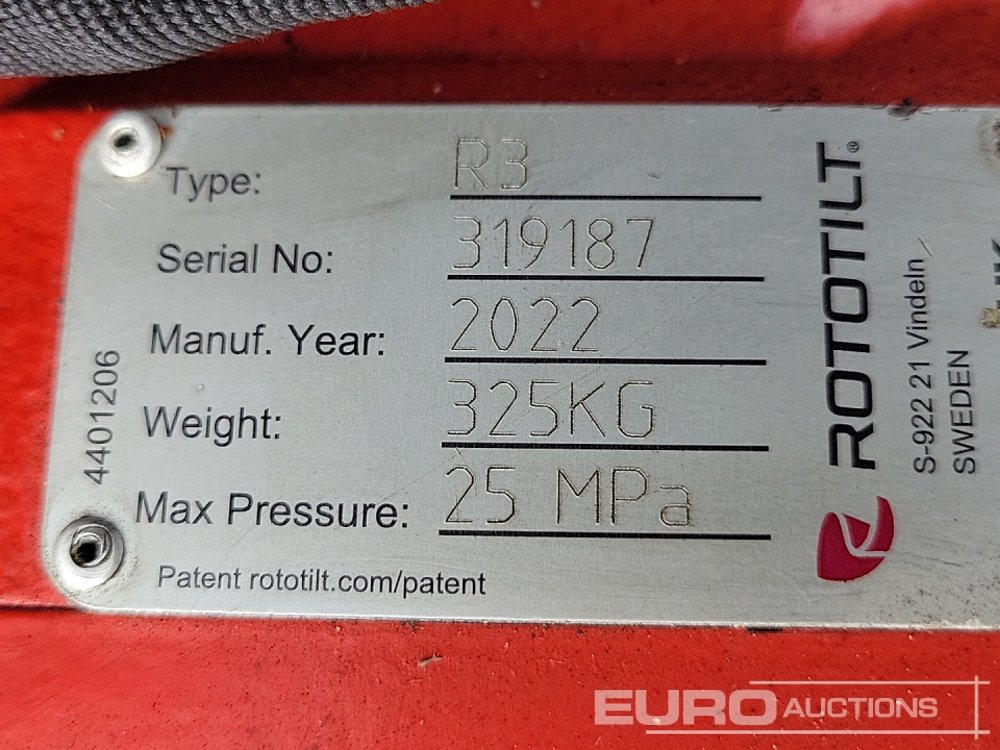 Type: R3
Serial No: 319187
Manuf. Year: 2022
Weight: 325KG
Max Pressure: 25 MPa
Patent rototilt.com/patent
4401206
ROTOTILT®
S-922 21 Vindeln
SWEDEN
EURO AUCTIONS